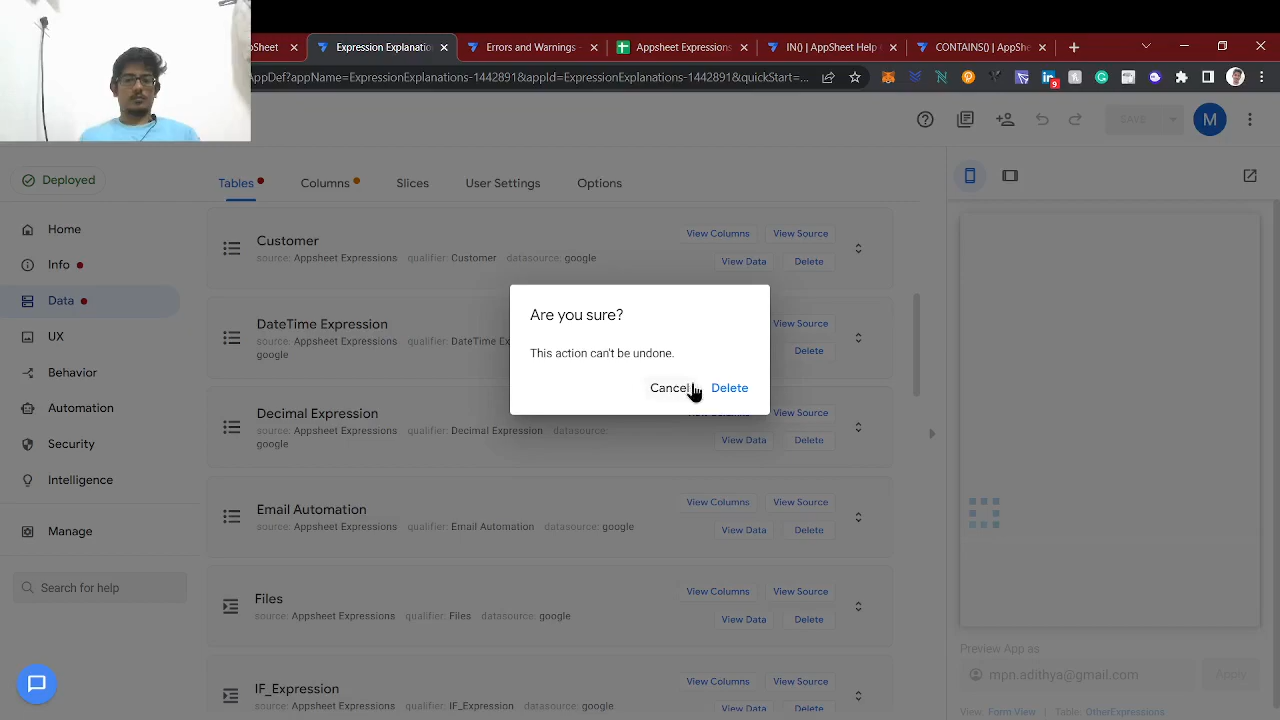 ppSheet
Expression Explanatio
Errors and Warnings -
Appsheet Expressions
IN() | AppSheet Help
CONTAINS() | AppShe
AppDef?appName=ExpressionExplanations-1442891&appId=ExpressionExplanations-1442891&quickStart=...
9
SAVE
M
Deployed
Tables
Columns
Slices
User Settings
Options
Home
Info
Data
UX
Behavior
Automation
Security
Intelligence
Manage
Search for help
Customer
source: Appsheet Expressions qualifier: Customer datasource: google
View Columns View Source
View Data Delete
DateTime Expression
source: Appsheet Expressions qualifier: DateTime Ex
google
View Source
Delete
Are you sure?
This action can't be undone.
Cancel Delete
Decimal Expression
source: Appsheet Expressions qualifier: Decimal Expression datasource:
google
View Columns View Source
View Data Delete
Email Automation
source: Appsheet Expressions qualifier: Email Automation datasource: google
View Columns View Source
View Data Delete
Files
source: Appsheet Expressions qualifier: Files datasource: google
View Columns View Source
View Data Delete
IF_Expression
source: Appsheet Expressions qualifier: IF_Expression datasource: google
View Columns View Source
View Data Delete
Preview App as
mpn.adithya@gmail.com
Apply
View: Form View | Table: OtherExpressions